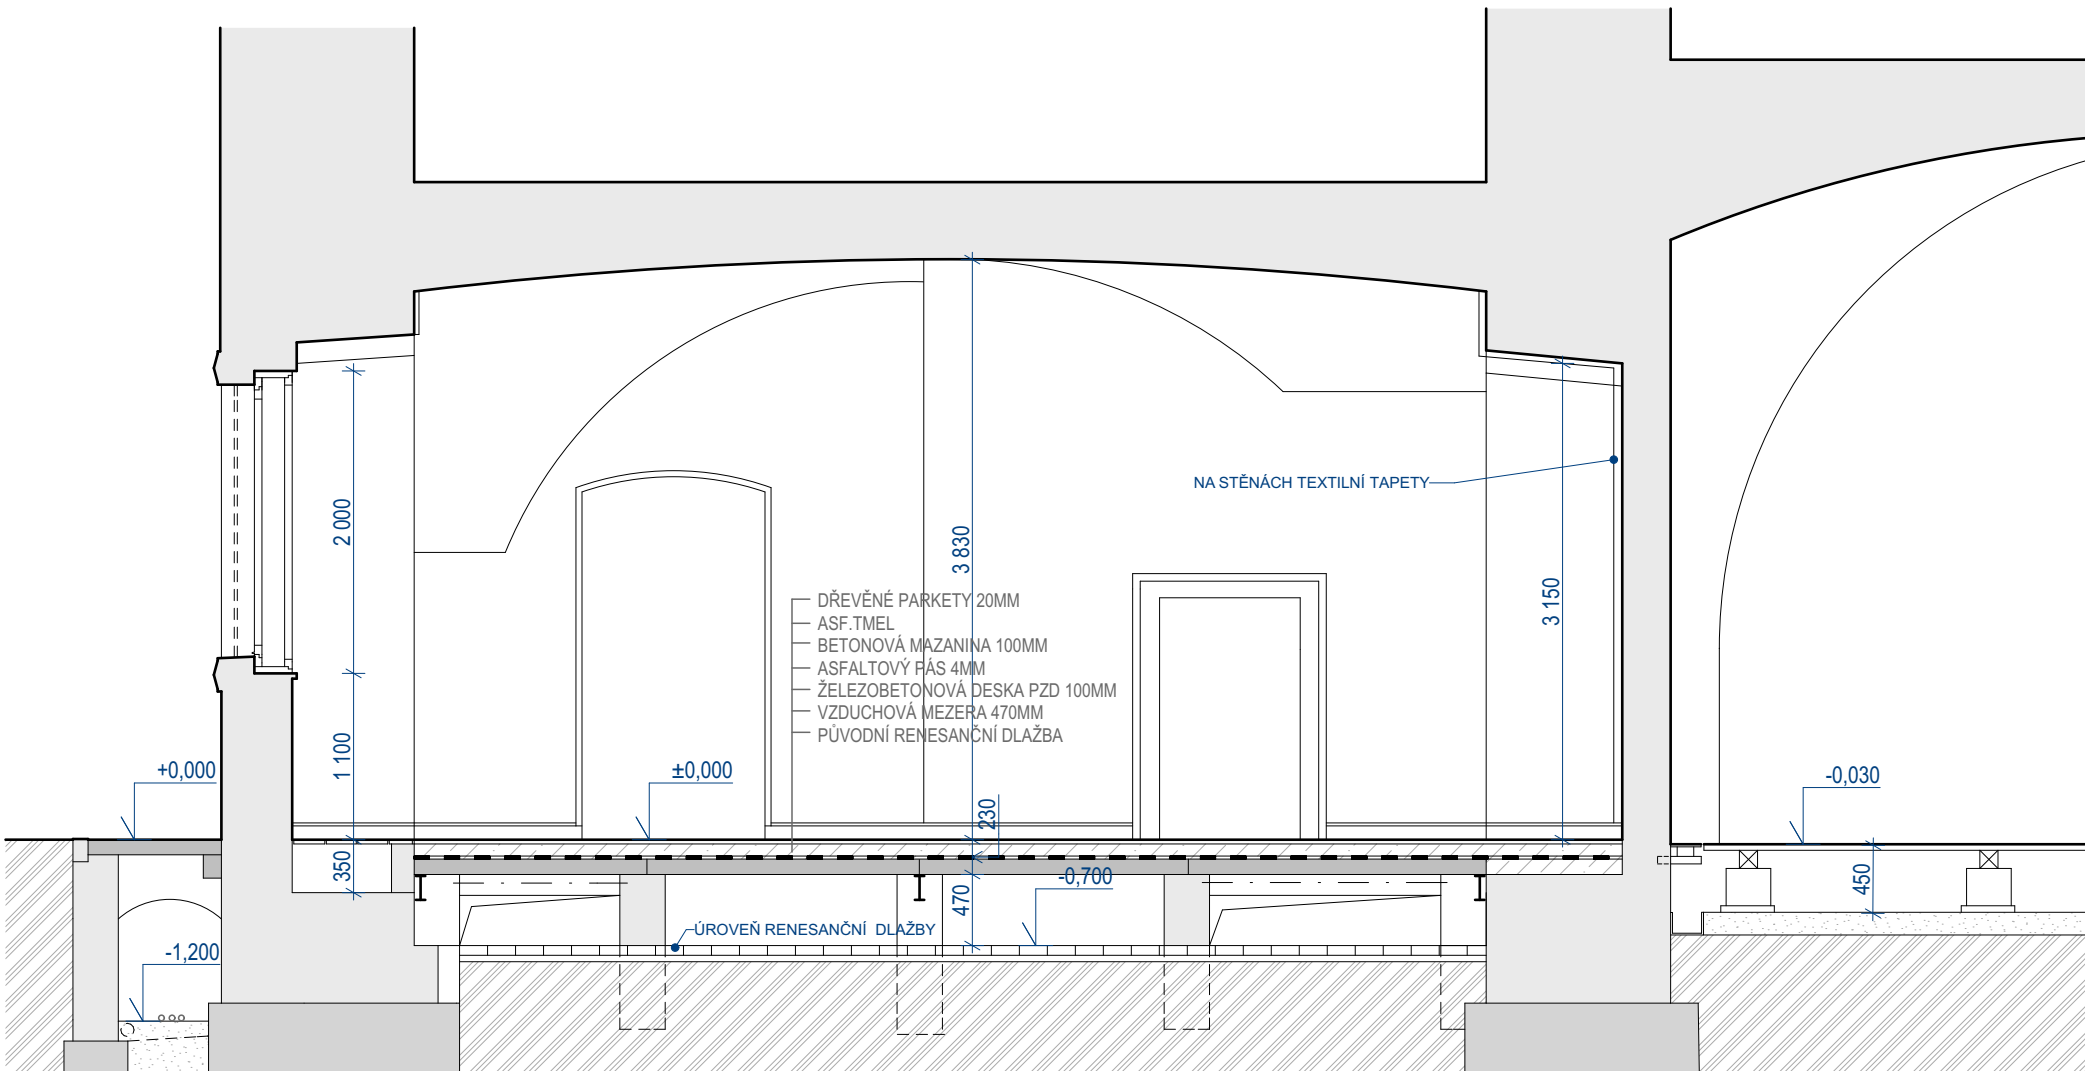 NA STĚNÁCH TEXTILNÍ TAPETY
2 000
3 830
3 150
DŘEVĚNÉ PARKETY 20MM
ASF.TMEL
BETONOVÁ MAZANINA 100MM
ASFALTOVÝ PÁS 4MM
ŽELEZOBETONOVÁ DESKA PZD 100MM
VZDUCHOVÁ MEZERA 470MM
PŮVODNÍ RENESANČNÍ DLAŽBA
1 100
+0,000
±0,000
-0,030
230
350
-0,700
450
470
ÚROVEŇ RENESANČNÍ DLAŽBY
-1,200